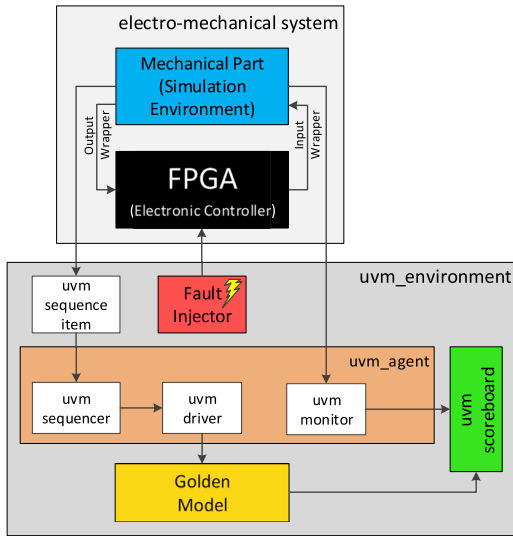 electro-mechanical system
Mechanical Part
(Simulation
Environment)
Output
Wrapper
Input
Wrapper
FPGA
(Electronic Controller)
uvm_environment
uvm
sequence
item
Fault
Injector
uvm_agent
uvm
sequencer
uvm
driver
uvm
monitor
uvm
scoreboard
Golden
Model